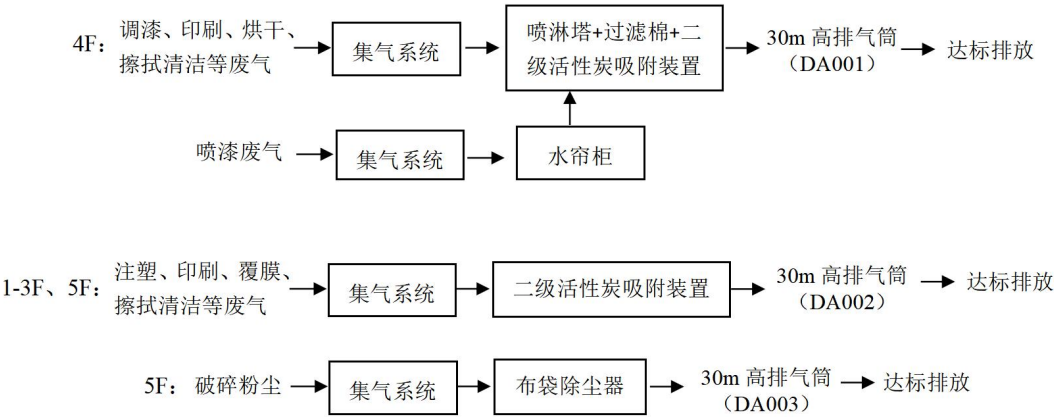 4F：
调漆、印刷、烘干、
擦拭清洁等废气
集气系统
喷淋塔+过滤棉+二
级活性炭吸附装置
30m 高排气筒
（DA001）
达标排放
喷漆废气
集气系统
水帘柜
1-3F、5F：
注塑、印刷、覆膜、
擦拭清洁等废气
集气系统
二级活性炭吸附装置
30m 高排气筒
（DA002）
达标排放
5F：
破碎粉尘
集气系统
布袋除尘器
30m 高排气筒
（DA003）
达标排放